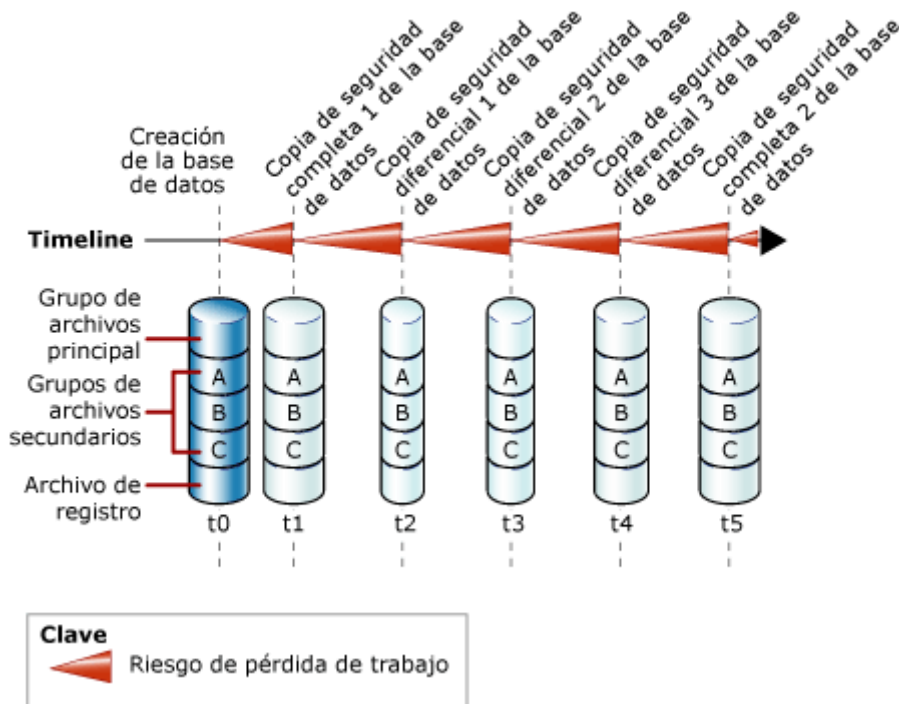 Creación
de la base
de datos
Copia de seguridad
completa 1 de la base
de datos
Copia de seguridad
diferencial 1 de la base
de datos
Copia de seguridad
diferencial 2 de la base
de datos
Copia de seguridad
diferencial 3 de la base
de datos
Copia de seguridad
completa 2 de la base
de datos
Timeline
Grupo de
archivos
principal
Grupos de
archivos
secundarios
Archivo de
registro
A A A A A A
B B B B B B
C C C C C C
t0 t1 t2 t3 t4 t5
Clave
Riesgo de pérdida de trabajo